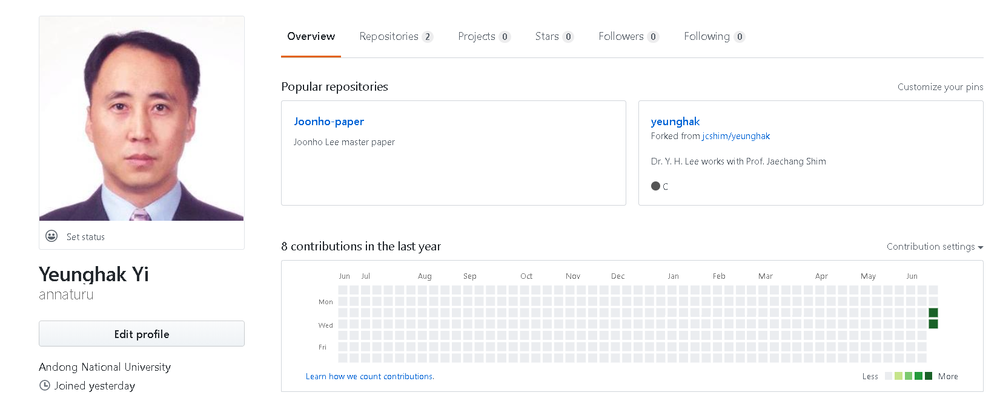 Overview Repositories 2 Projects 0 Stars 0 Followers 0 Following 0
Popular repositories Customize your pins
Joonho-paper
Joonho Lee master paper
yeunghak
Forked from jcshim/yeunghak
Dr. Y. H. Lee works with Prof. Jaechang Shim
C
Set status
Yeunghak Yi
annaturu
Edit profile
Andong National University
Joined yesterday
8 contributions in the last year Contribution settings
Jun Jul Aug Sep Oct Nov Dec Jan Feb Mar Apr May Jun
Mon
Wed
Fri
Learn how we count contributions. Less More